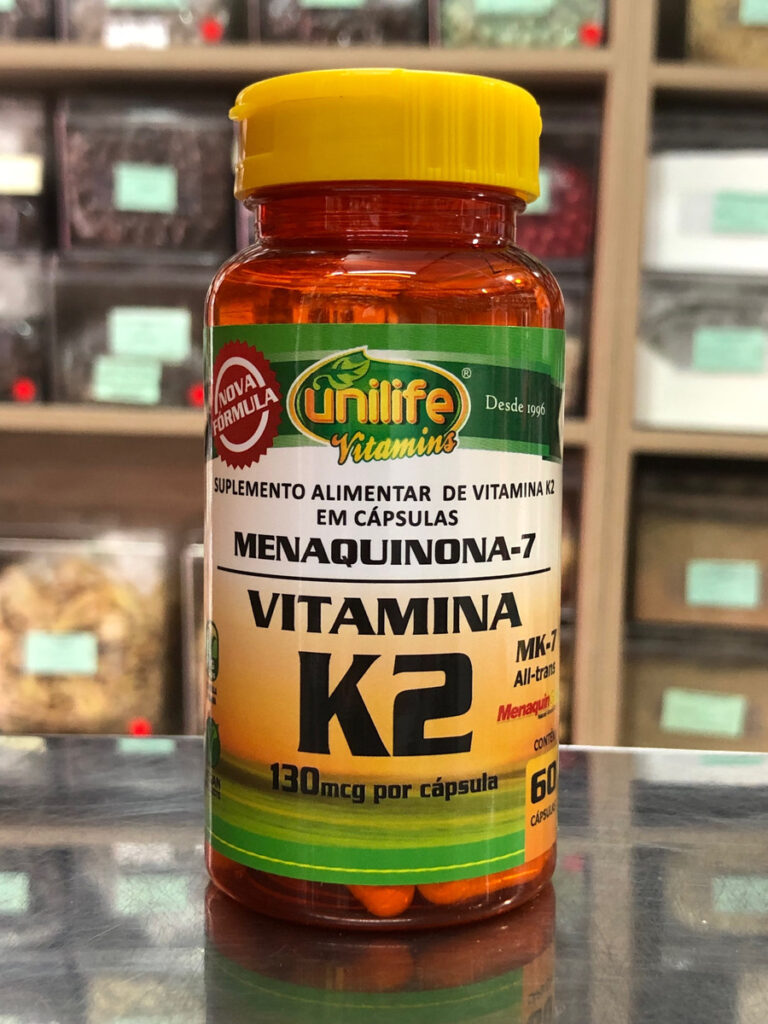 NOVA
FÓRMULA
unilife®
Vitamins
Desde 1996
SUPLEMENTO ALIMENTAR DE VITAMINA K2
EM CÁPSULAS
MENAQUINONA-7
VITAMINA
K2
MK-7
All-trans
130mcg por cápsula
60
CÁPSULAS